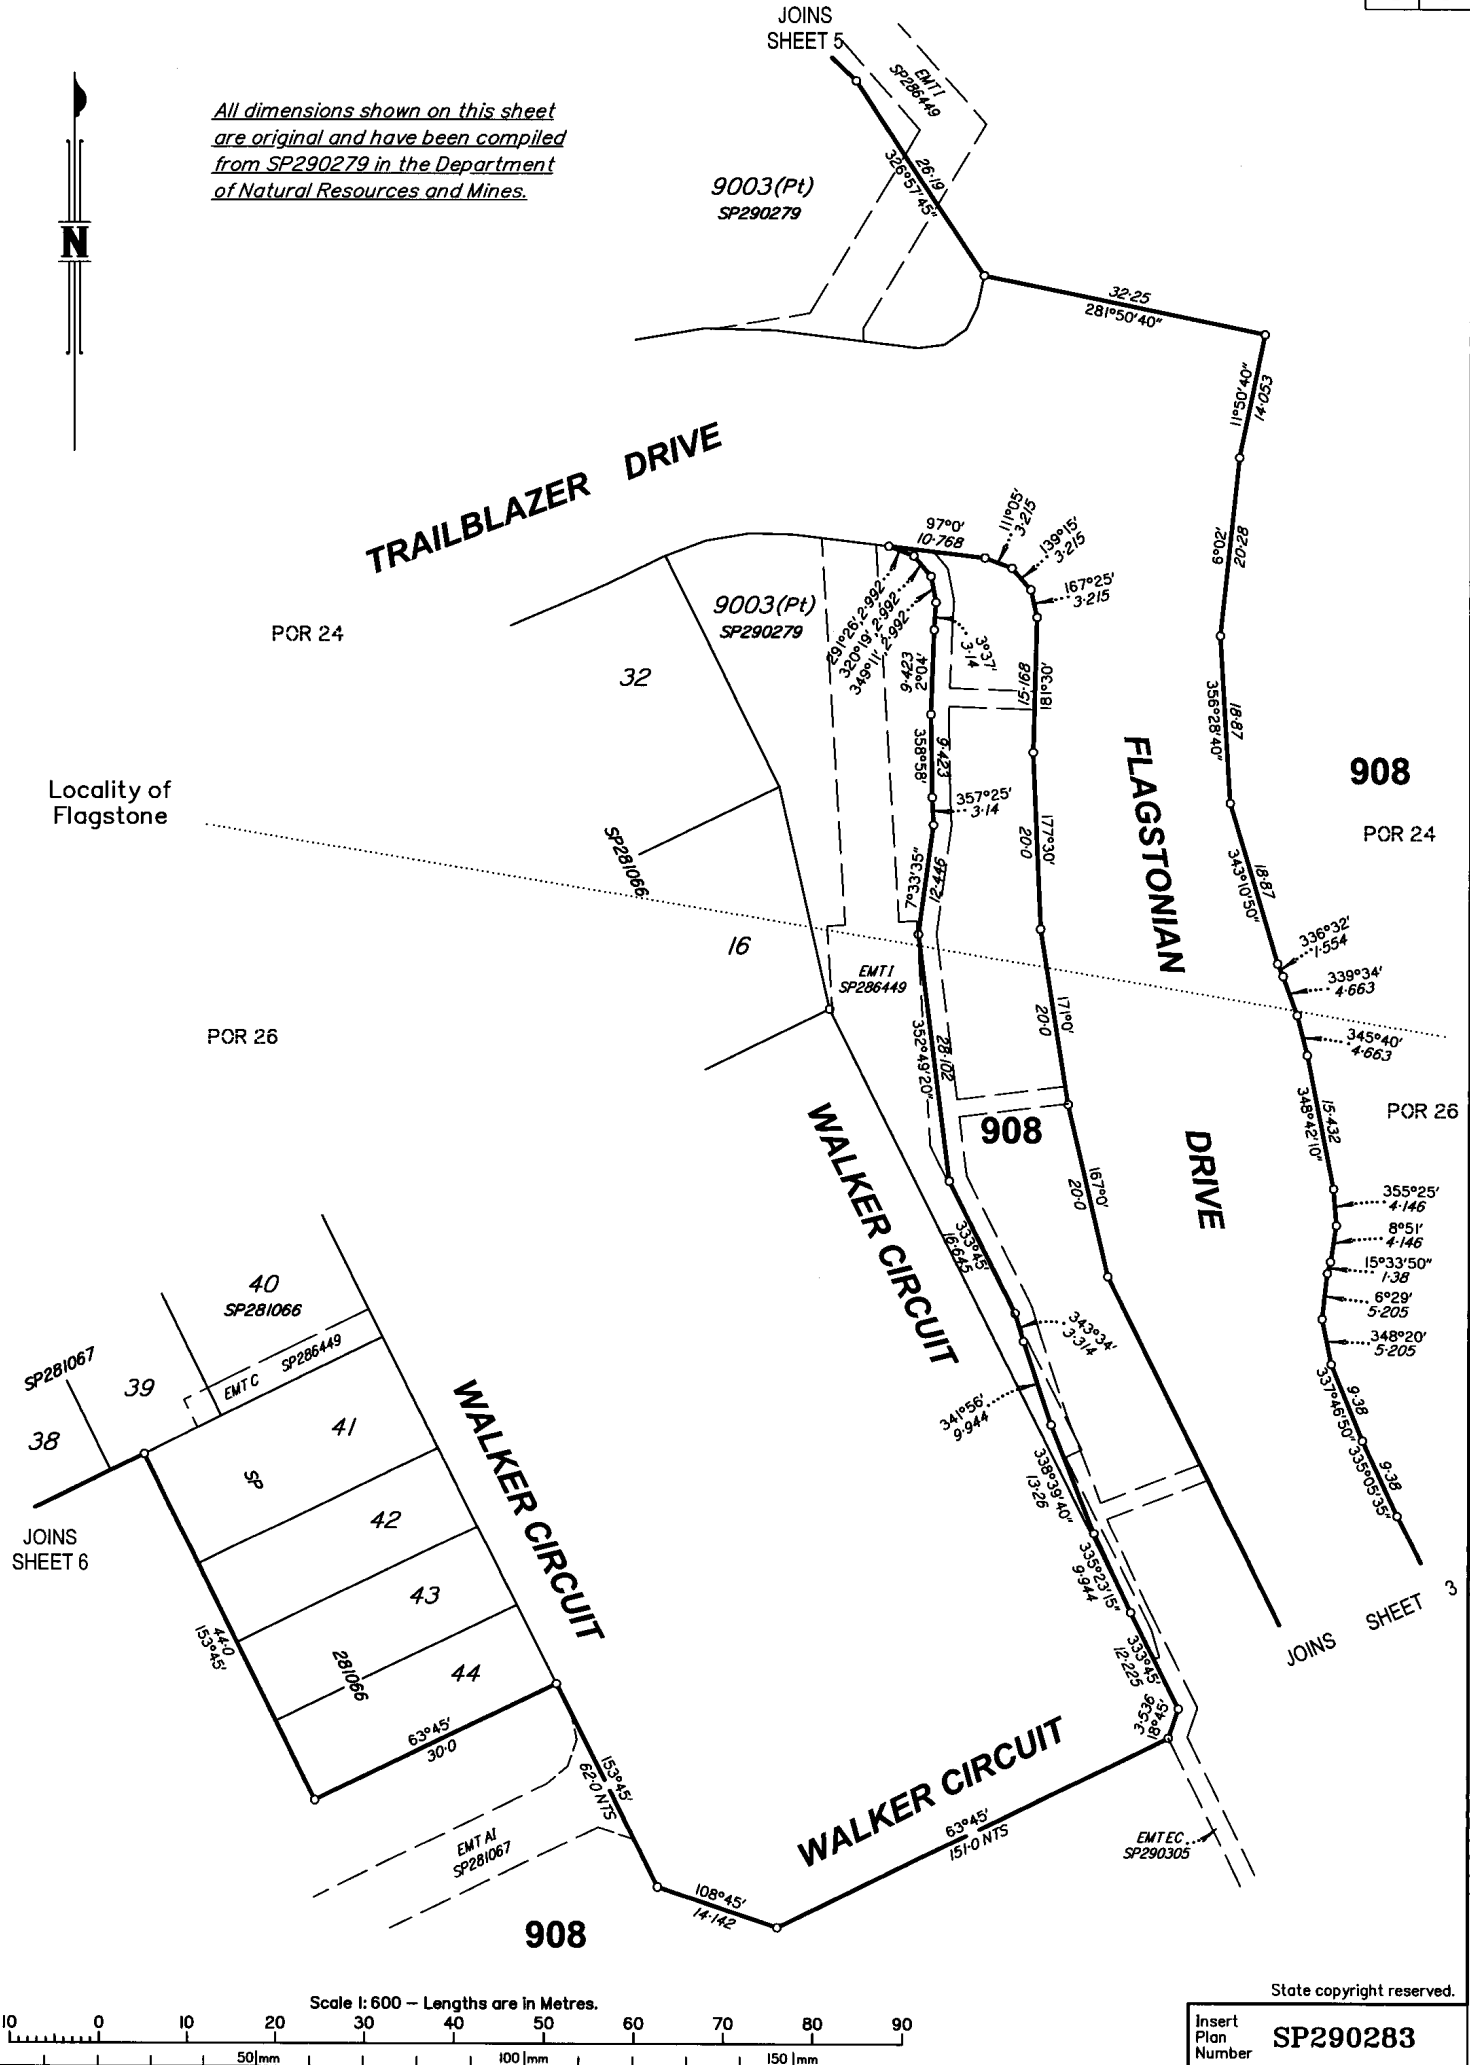 JOINS
SHEET 5
EMT I
SP286449
All dimensions shown on this sheet
are original and have been compiled
from SP290279 in the Department
of Natural Resources and Mines.
N
9003(Pt)
SP290279
26·19
326°57'45"
32·25
281°50'40"
11°50'40"
14·053
TRAILBLAZER DRIVE
97°0'
10·768
111°05'
3·215
139°15'
3·215
167°25'
3·215
6°02'
20·28
291°26', 2·992
320°19', 2·992
349°11', 2·992
3°37'
3·14
POR 24
9003(Pt)
SP290279
32
9·423
2°04'
15·168
181°30'
356°28'40"
18·87
358°58'
9·423
FLAGSTONIAN
908
Locality of
Flagstone
357°25'
3·14
POR 24
SP281066
20·0
177°30'
7°33'35"
12·446
18·87
343°10'50"
16
336°32'
1·554
EMT I
SP286449
339°34'
4·663
POR 26
352°49'20"
28·102
20·0
171°0'
345°40'
4·663
WALKER CIRCUIT
908
15·432
348°42'10"
POR 26
DRIVE
167°0'
20·0
355°25'
4·146
8°51'
4·146
15°33'50"
1·38
6°29'
5·205
348°20'
5·205
333°45'
16·645
40
SP281066
343°34'
3·314
SP286449
EMT C
SP281067
39
38
41
SP
341°56'
9·944
9·38
337°46'50"
9·38
335°05'35"
338°39'40"
13·26
WALKER CIRCUIT
JOINS
SHEET 6
42
335°23'15"
9·944
43
JOINS SHEET 3
44·0
153°45'
281066
44
333°45'
12·225
63°45'
30·0
3·536
18°45'
153°45'
62·0 NTS
WALKER CIRCUIT
63°45'
151·0 NTS
EMT AI
SP281067
EMT EC
SP290305
108°45'
14·142
908
State copyright reserved.
Scale 1:600 – Lengths are in Metres.
10 0 10 20 30 40 50 60 70 80 90
50mm 100mm 150mm
Insert
Plan
Number
SP290283